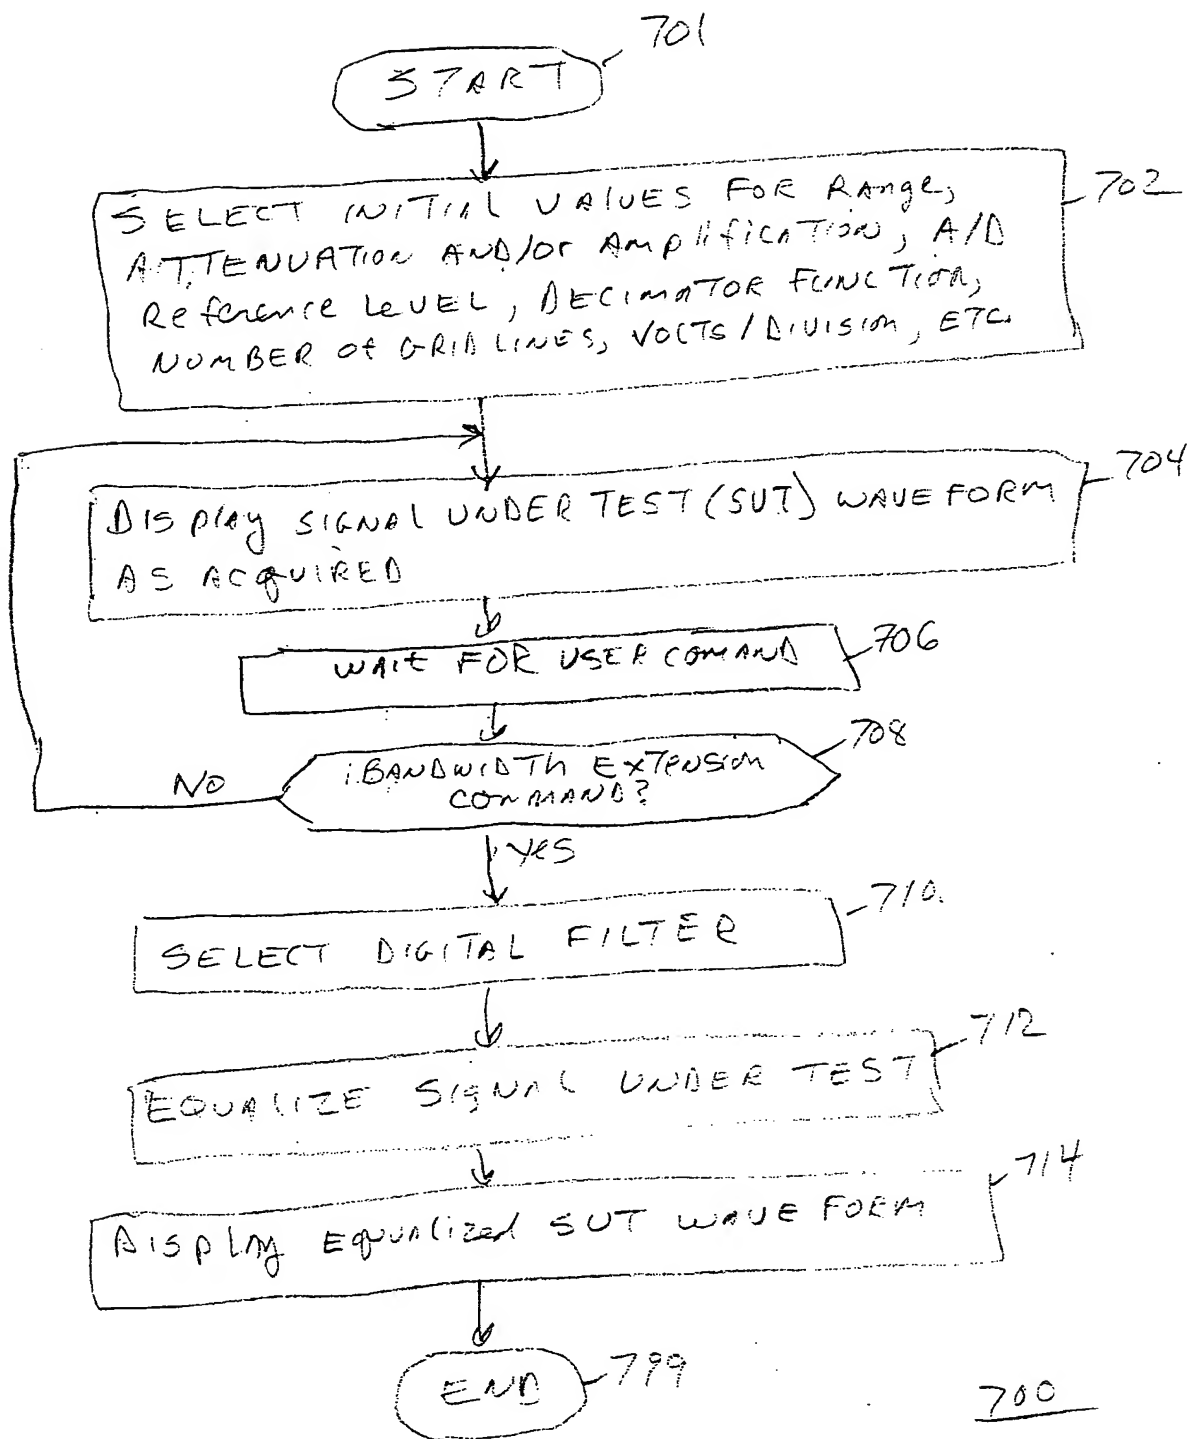 701
START
702
SELECT INITIAL VALUES FOR RANGE,
ATTENUATION AND/OR AMPLIFICATION, A/D
REFERENCE LEVEL, DECIMATOR FUNCTION,
NUMBER OF GRID LINES, VOLTS/DIVISION, ETC.
704
DISPLAY SIGNAL UNDER TEST (SUT) WAVEFORM
AS ACQUIRED
706
WAIT FOR USER COMAND
708
BANDWIDTH EXTENSION
COMMAND?
NO
YES
710
SELECT DIGITAL FILTER
712
EQUALIZE SIGNAL UNDER TEST
714
DISPLAY EQUALIZED SUT WAVE FORM
END
799
700